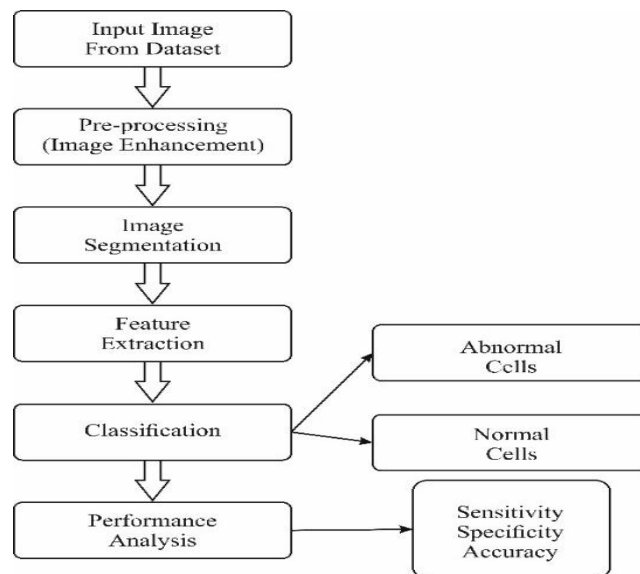 Input Image
From Dataset
Pre-processing
(Image Enhancement)
Image
Segmentation
Feature
Extraction
Abnormal
Cells
Classification
Normal
Cells
Performance
Analysis
Sensitivity
Specificity
Accuracy